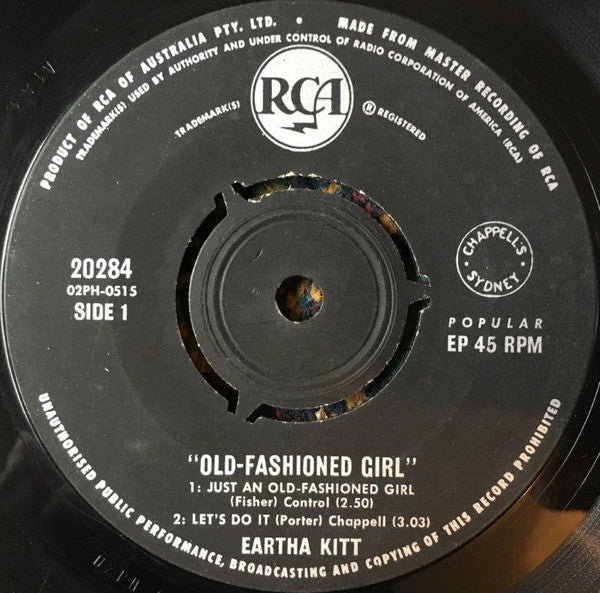 PRODUCT OF RCA OF AUSTRALIA PTY. LTD. • MADE FROM MASTER RECORDING OF RCA
TRADEMARK(S) USED BY AUTHORITY AND UNDER CONTROL OF RADIO CORPORATION OF AMERICA (RCA)
RCA
TRADEMARK(S) ® REGISTERED
20284
02PH-0515
SIDE 1
CHAPPELL'S • SYDNEY •
POPULAR
EP 45 RPM
"OLD-FASHIONED GIRL"
1: JUST AN OLD-FASHIONED GIRL
(Fisher) Control (2.50)
2: LET'S DO IT (Porter) Chappell (3.03)
EARTHA KITT
UNAUTHORISED PUBLIC PERFORMANCE, BROADCASTING AND COPYING OF THIS RECORD PROHIBITED